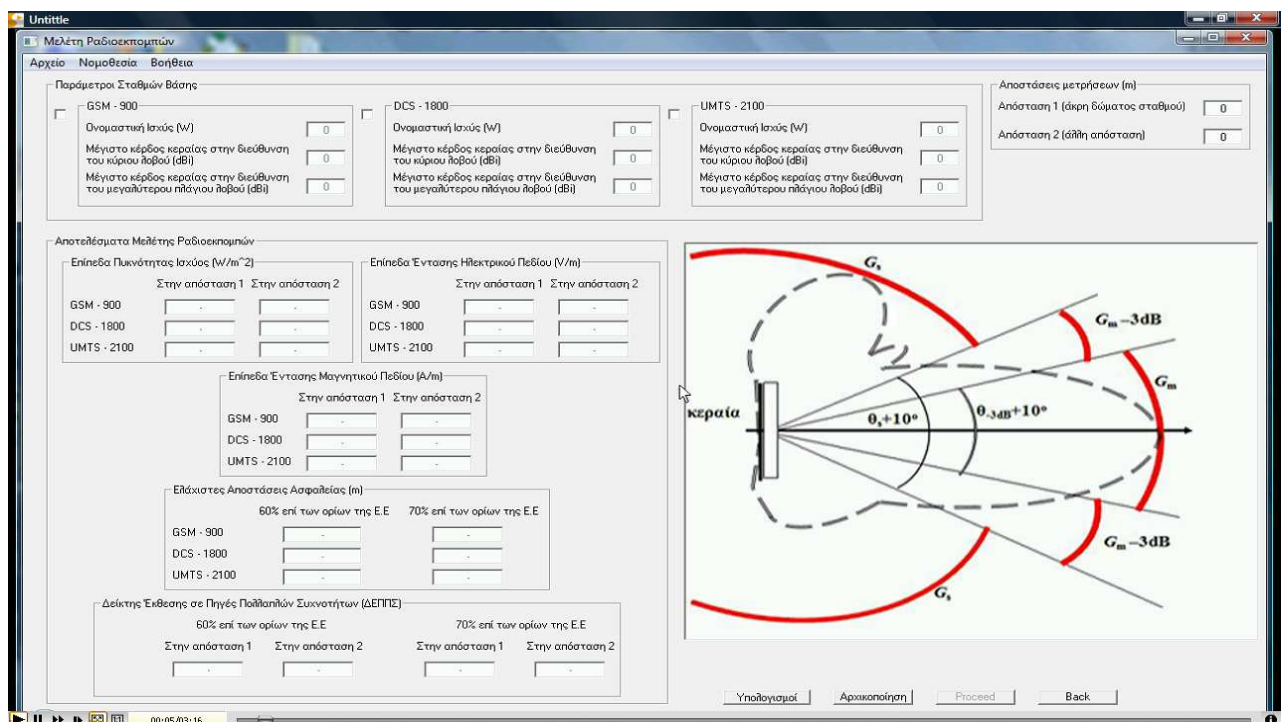 Untittle
Μελέτη Ραδιοεκπομπών
Αρχείο Νομοθεσία Βοήθεια
Παράμετροι Σταθμών Βάσης
GSM - 900
Ονομαστική Ισχύς (W) 0
Μέγιστο κέρδος κεραίας στην διεύθυνση
του κύριου λοβού (dBi) 0
Μέγιστο κέρδος κεραίας στην διεύθυνση
του μεγαλύτερου πλάγιου λοβού (dBi) 0
DCS - 1800
Ονομαστική Ισχύς (W) 0
Μέγιστο κέρδος κεραίας στην διεύθυνση
του κύριου λοβού (dBi) 0
Μέγιστο κέρδος κεραίας στην διεύθυνση
του μεγαλύτερου πλάγιου λοβού (dBi) 0
UMTS - 2100
Ονομαστική Ισχύς (W) 0
Μέγιστο κέρδος κεραίας στην διεύθυνση
του κύριου λοβού (dBi) 0
Μέγιστο κέρδος κεραίας στην διεύθυνση
του μεγαλύτερου πλάγιου λοβού (dBi) 0
Αποστάσεις μετρήσεων (m)
Απόσταση 1 (άκρη δώματος σταθμού) 0
Απόσταση 2 (άλλη απόσταση) 0
Αποτελέσματα Μελέτης Ραδιοεκπομπών
Επίπεδα Πυκνότητας Ισχύος (W/m^2)
Στην απόσταση 1 Στην απόσταση 2
GSM - 900 - -
DCS - 1800 - -
UMTS - 2100 - -
Επίπεδα Έντασης Ηλεκτρικού Πεδίου (V/m)
Στην απόσταση 1 Στην απόσταση 2
GSM - 900 - -
DCS - 1800 - -
UMTS - 2100 - -
Επίπεδα Έντασης Μαγνητικού Πεδίου (A/m)
Στην απόσταση 1 Στην απόσταση 2
GSM - 900 - -
DCS - 1800 - -
UMTS - 2100 - -
Ελάχιστες Αποστάσεις Ασφαλείας (m)
60% επί των ορίων της Ε.Ε 70% επί των ορίων της Ε.Ε
GSM - 900 - -
DCS - 1800 - -
UMTS - 2100 - -
Δείκτης Έκθεσης σε Πηγές Πολλαπλών Συχνοτήτων (ΔΕΠΠΣ)
60% επί των ορίων της Ε.Ε 70% επί των ορίων της Ε.Ε
Στην απόσταση 1 Στην απόσταση 2 Στην απόσταση 1 Στην απόσταση 2
- - - -
Gs
Gm –3dB
Gm
κεραία
θs+10º
θ-3dB+10º
Gm –3dB
Gs
Υπολογισμοί Αρχικοποίηση Proceed Back
00:05/03:16